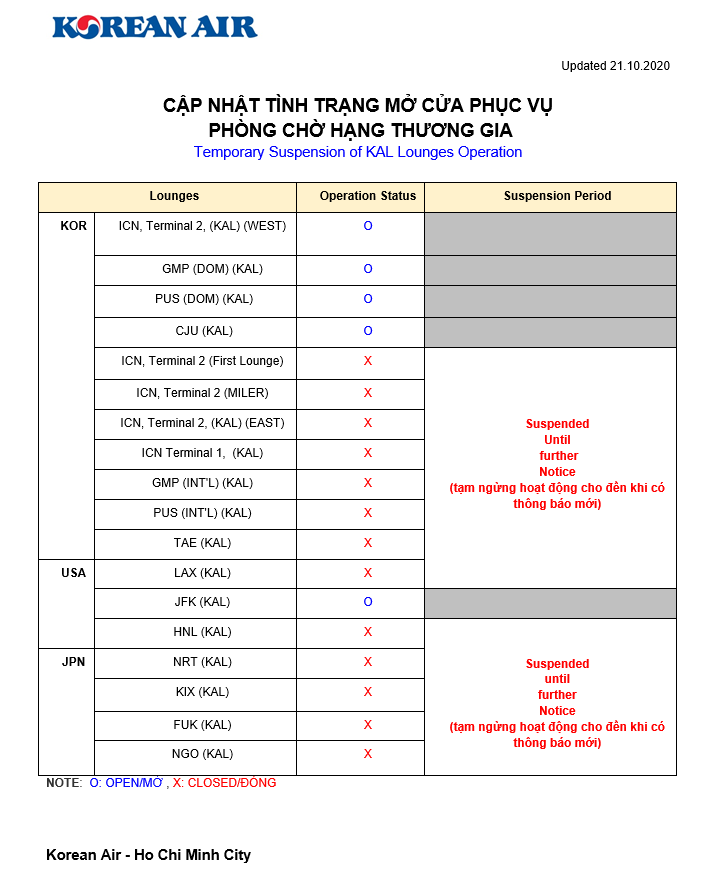 KOREAN AIR
Updated 21.10.2020
CẬP NHẬT TÌNH TRẠNG MỞ CỬA PHỤC VỤ
PHÒNG CHỜ HẠNG THƯƠNG GIA
Temporary Suspension of KAL Lounges Operation
Lounges Operation Status Suspension Period
KOR ICN, Terminal 2, (KAL) (WEST) O
GMP (DOM) (KAL) O
PUS (DOM) (KAL) O
CJU (KAL) O
ICN, Terminal 2 (First Lounge) X
ICN, Terminal 2 (MILER) X
ICN, Terminal 2, (KAL) (EAST) X
ICN Terminal 1, (KAL) X
GMP (INT'L) (KAL) X
PUS (INT'L) (KAL) X
TAE (KAL) X
Suspended
Until
further
Notice
(tạm ngừng hoạt động cho đến khi có
thông báo mới)
USA LAX (KAL) X
JFK (KAL) O
HNL (KAL) X
JPN NRT (KAL) X
KIX (KAL) X
FUK (KAL) X
NGO (KAL) X
Suspended
until
further
Notice
(tạm ngừng hoạt động cho đến khi có
thông báo mới)
NOTE: O: OPEN/MỞ , X: CLOSED/ĐÓNG
Korean Air - Ho Chi Minh City